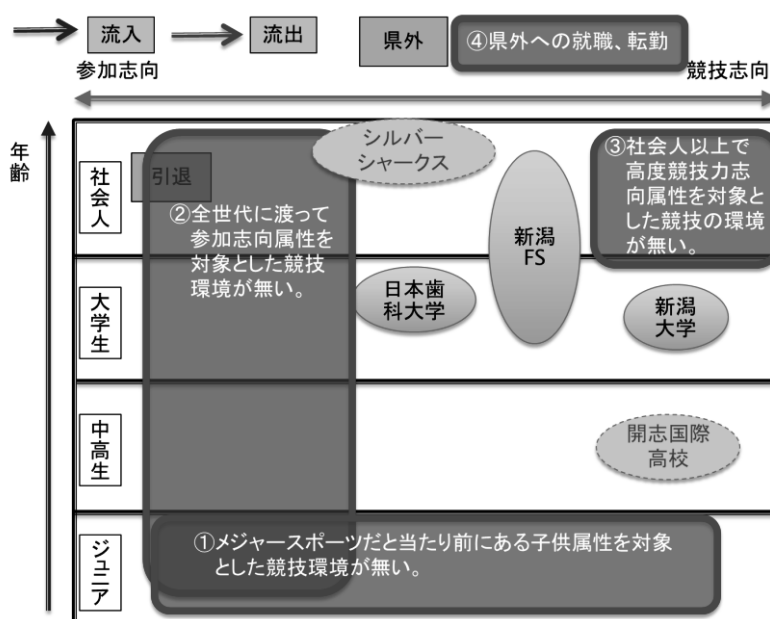 流入
流出
県外
④県外への就職、転勤
参加志向
競技志向
年齢
社会人
引退
シルバー
シャークス
③社会人以上で
高度競技力志
向属性を対象と
した競技の環境
が無い。
②全世代に渡って
参加志向属性を
対象とした競技
環境が無い。
新潟
FS
大学生
日本歯
科大学
新潟
大学
中高生
開志国際
高校
ジュニア
①メジャースポーツだと当たり前にある子供属性を対象
とした競技環境が無い。